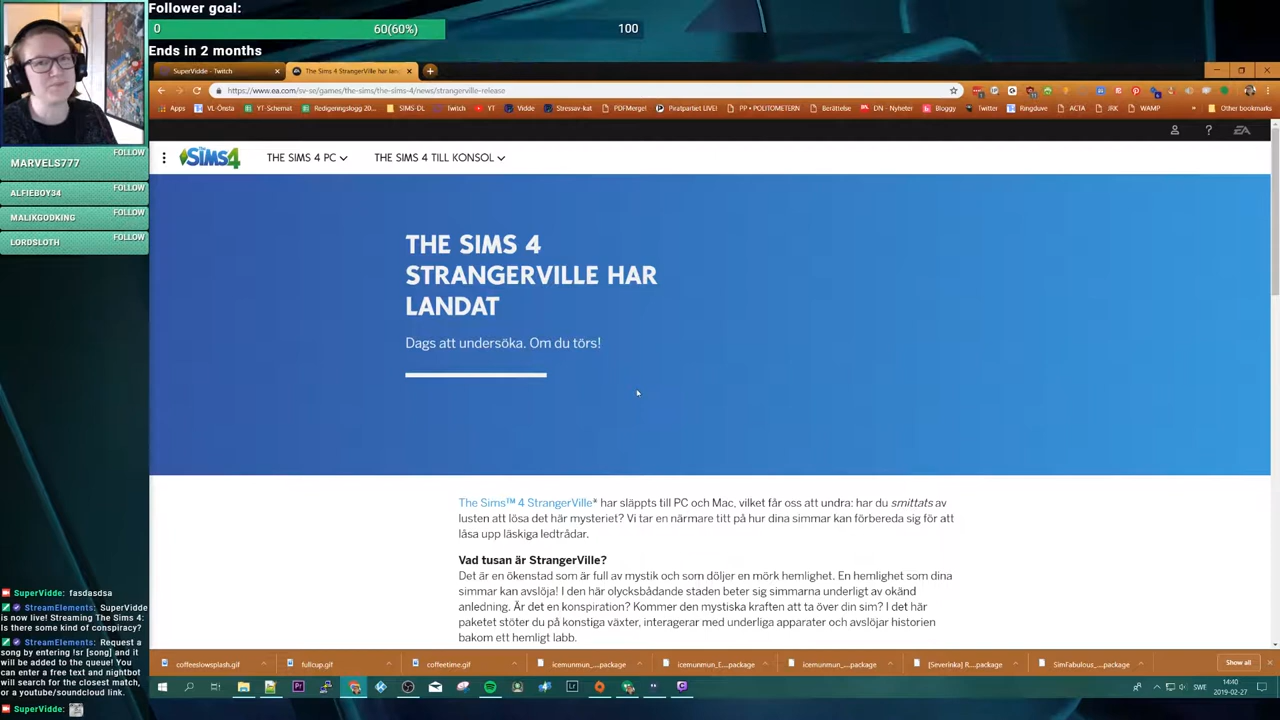 Follower goal:
0 60(60%) 100
Ends in 2 months
MARVELS777 FOLLOW
ALFIEBOY34 FOLLOW
MALIKGODKING FOLLOW
LORDSLOTH FOLLOW
SuperVidde - Twitch
The Sims 4 StrangerVille har lan
https://www.ea.com/sv-se/games/the-sims/the-sims-4/news/strangerville-release
Apps VL-Östra YT-Schemat Redigeringslogg 20... SIMS-DL Twitch YT Vidde Stressav-kat PDFMerge! Piratpartiet LIVE! PP • POLITOMETERN Berättelse DN - Nyheter Bloggy Twitter Ringduve ACTA JRK WAMP » Other bookmarks
? EA
The SIMS 4
THE SIMS 4 PC
THE SIMS 4 TILL KONSOL
THE SIMS 4
STRANGERVILLE HAR
LANDAT
Dags att undersöka. Om du törs!
The Sims™ 4 StrangerVille* har släppts till PC och Mac, vilket får oss att undra: har du smittats av
lusten att lösa det här mysteriet? Vi tar en närmare titt på hur dina simmar kan förbereda sig för att
låsa upp läskiga ledtrådar.
Vad tusan är StrangerVille?
Det är en ökenstad som är full av mystik och som döljer en mörk hemlighet. En hemlighet som dina
simmar kan avslöja! I den här olycksbådande staden beter sig simmarna underligt av okänd
anledning. Är det en konspiration? Kommer den mystiska kraften att ta över din sim? I det här
paketet stöter du på konstiga växter, interagerar med underliga apparater och avslöjar historien
bakom ett hemligt labb.
SuperVidde: fasdasdsa
StreamElements: SuperVidde
is now live! Streaming The Sims 4:
Is there some kind of conspiracy?
StreamElements: Request a
song by entering !sr [song] and it
will be added to the queue! You
can enter a free text and nightbot
will search for the closest match,
or a youtube/soundcloud link.
SuperVidde:
coffeeslowsplash.gif fullcup.gif coffeetime.gif icemunmun_....package icemunmun_E....package icemunmun_....package [Severinka] R....package SimFabulous_....package Show all
SWE
14:40
2019-02-27